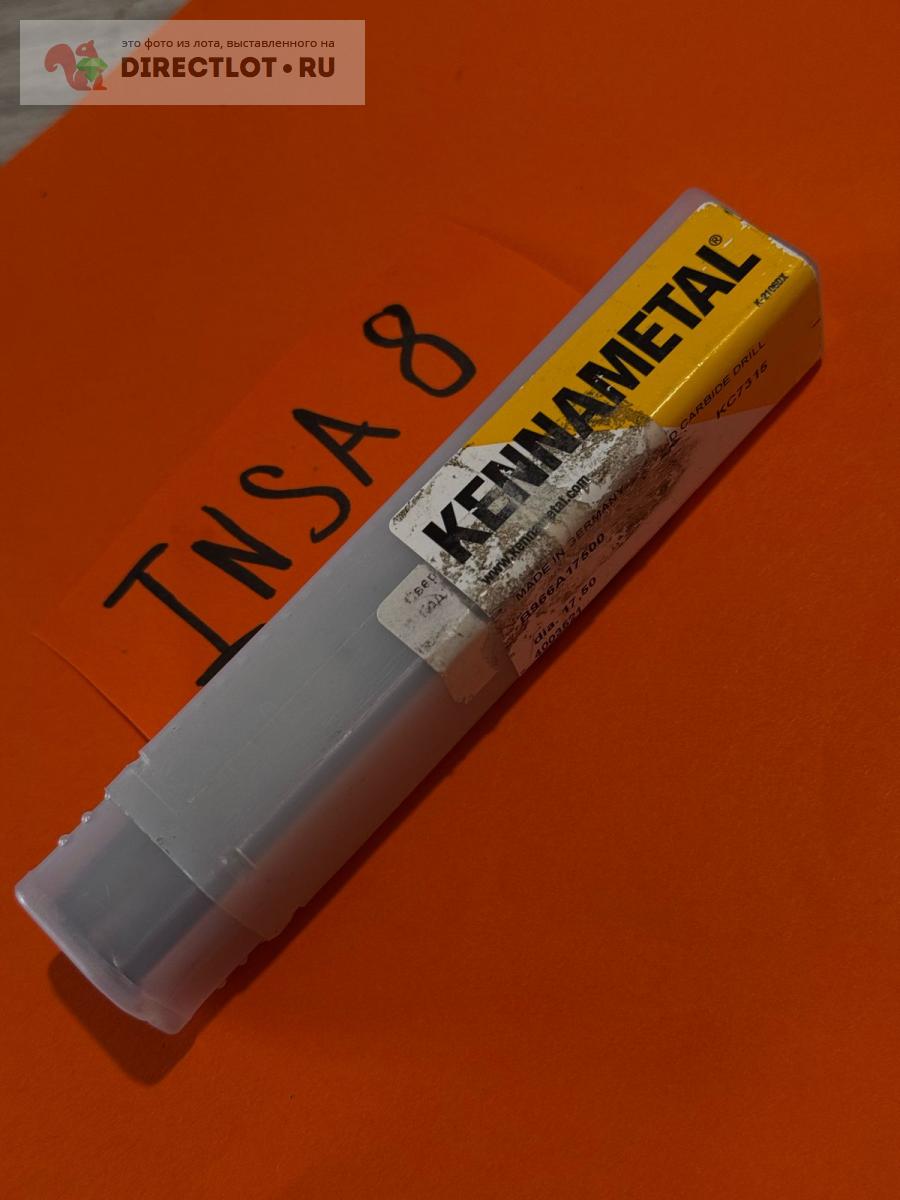 это фото из лота, выставленного на
DIRECTLOT•RU
INSA 8
KENNAMETAL®
K-21060X
CARBIDE DRILL
KC7315
www.kennametal.com
MADE IN GERMANY
B966A17500
dia. 17,50